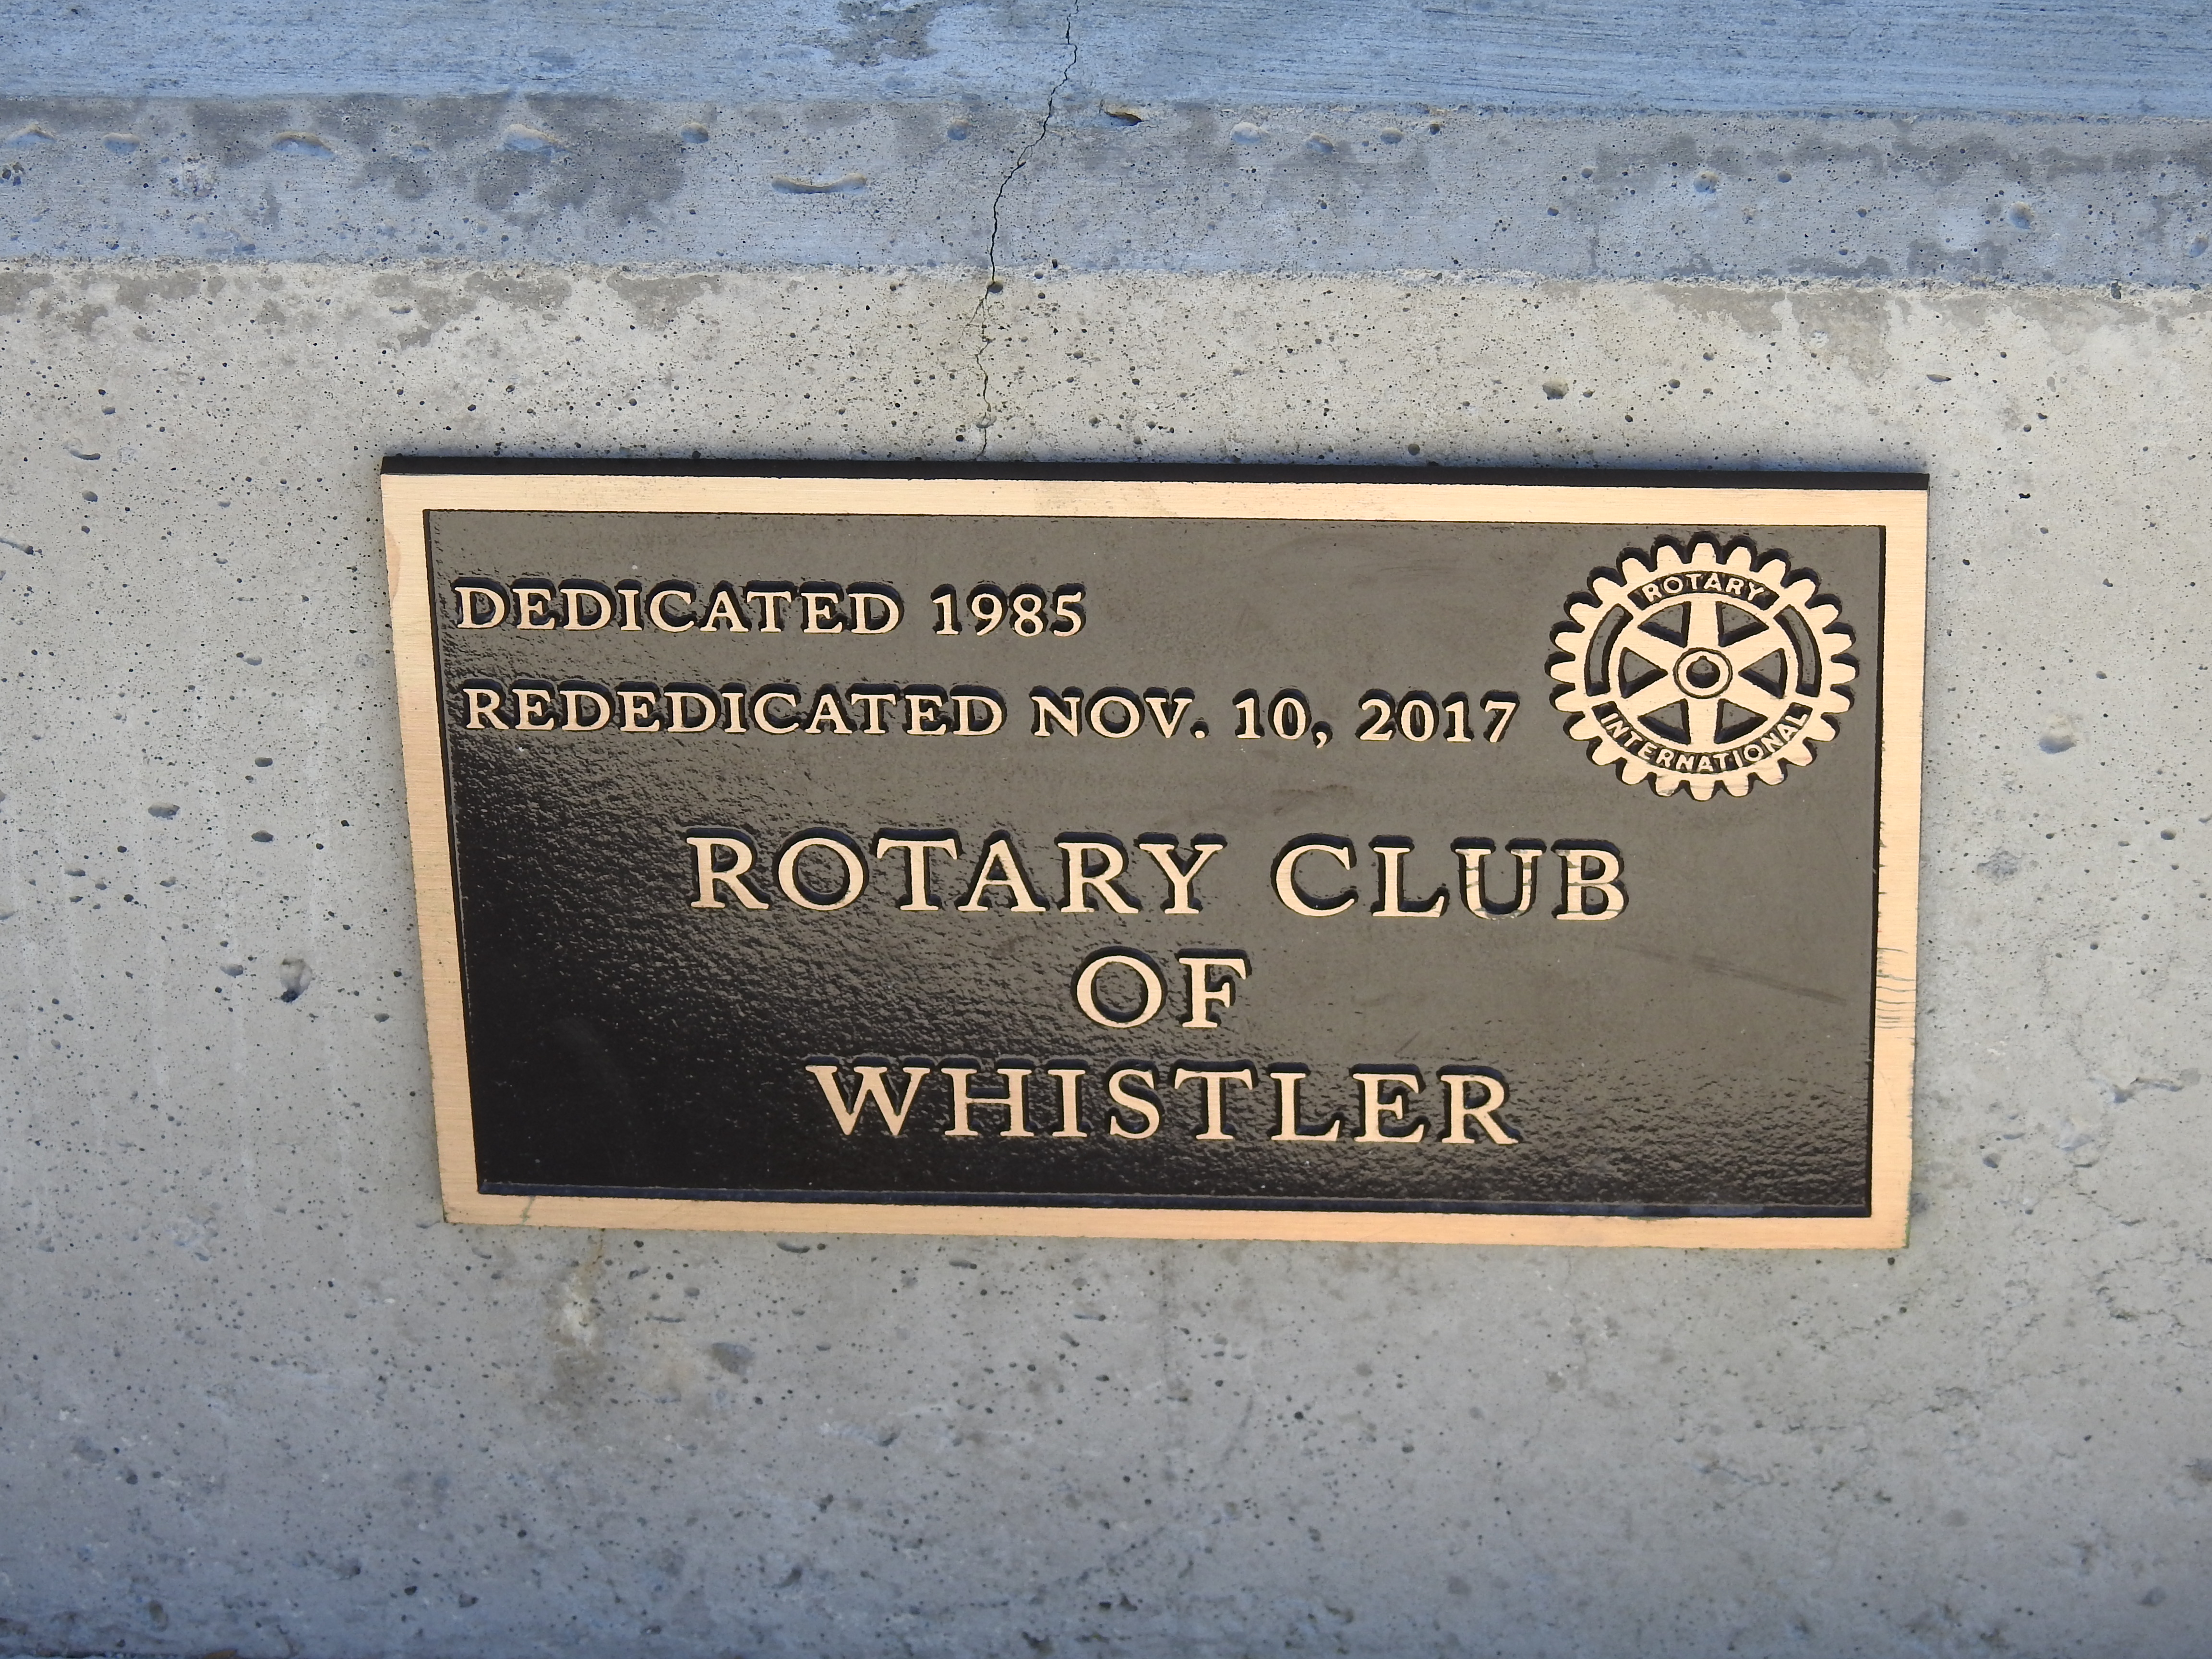 DEDICATED 1985
REDEDICATED NOV. 10, 2017
ROTARY
INTERNATIONAL
ROTARY CLUB
OF
WHISTLER